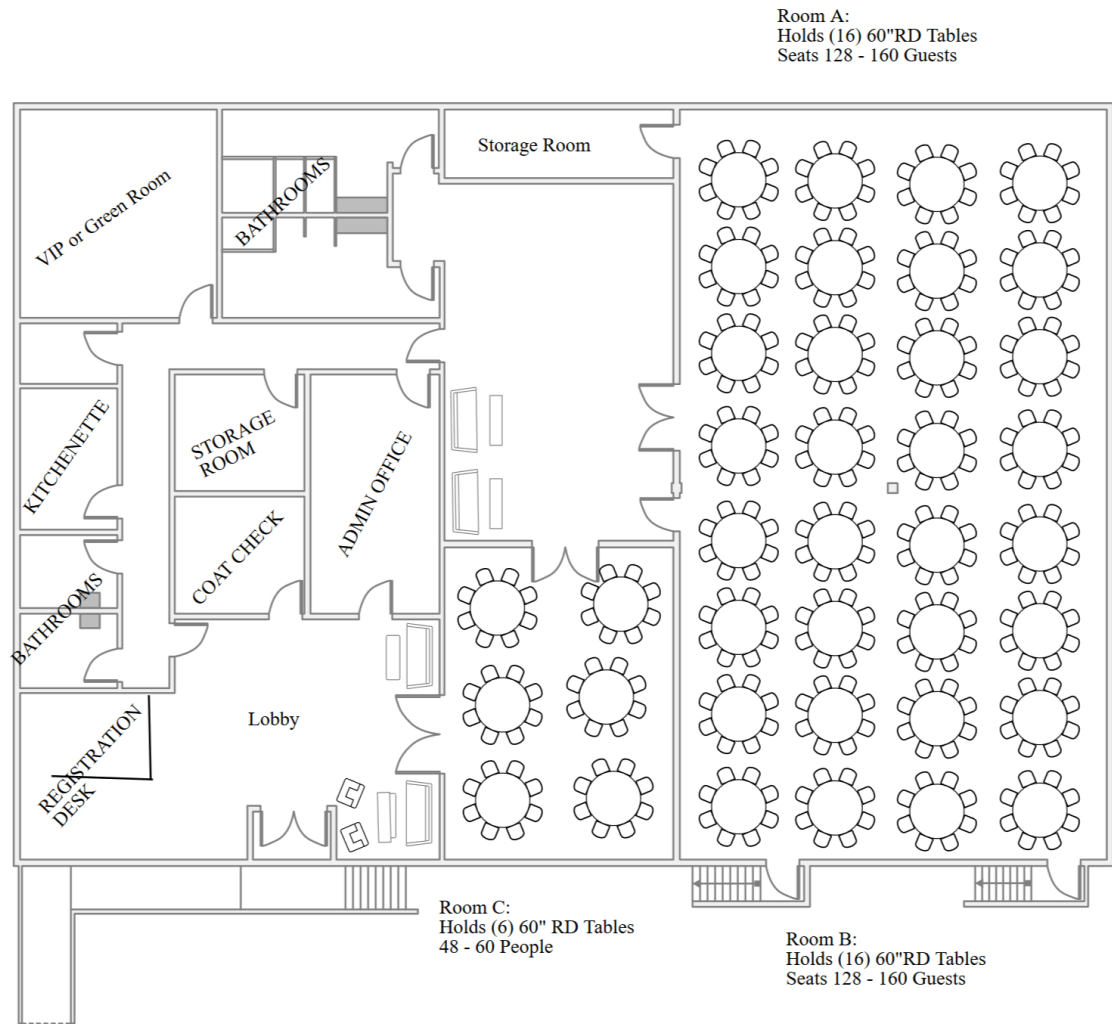 Room A:
Holds (16) 60"RD Tables
Seats 128 - 160 Guests
Storage Room
VIP or Green Room
BATHROOMS
KITCHENETTE
STORAGE
ROOM
ADMIN OFFICE
COAT CHECK
BATHROOMS
REGISTRATION
DESK
Lobby
Room C:
Holds (6) 60" RD Tables
48 - 60 People
Room B:
Holds (16) 60"RD Tables
Seats 128 - 160 Guests